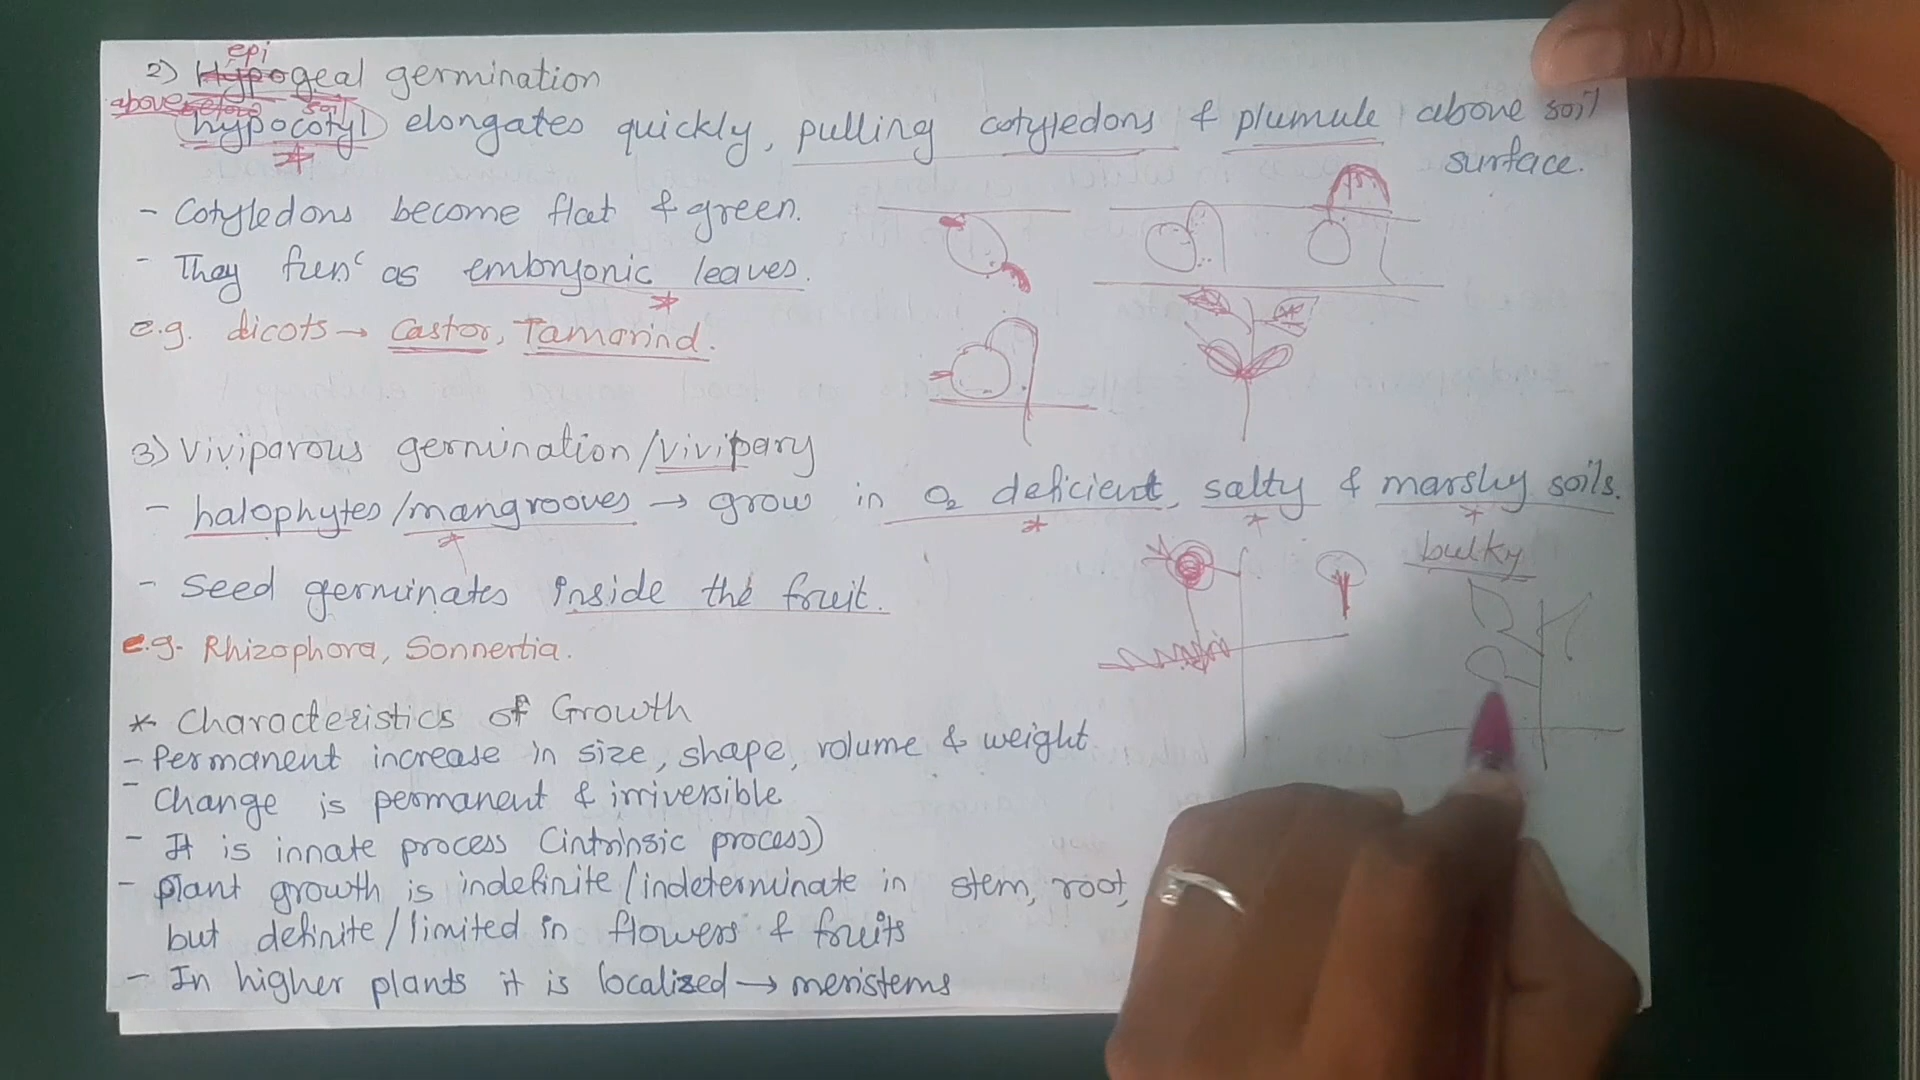 epi
2) Hypogeal germination
above before soil
hypocotyl elongates quickly, pulling cotyledons & plumule above soil
surface.
- Cotyledons become flat & green.
- They funᶜ as embryonic leaves.
e.g. dicots → Castor, Tamarind.
3) Viviparous germination/vivipary
- halophytes/mangrooves → grow in O₂ deficient, salty & marshy soils.
bulky
- Seed germinates inside the fruit.
e.g. Rhizophora, Sonnertia.
* Characteristics of Growth
- Permanent increase in size, shape, volume & weight
- Change is permanent & irriversible
- It is innate process (intrinsic process)
- Plant growth is indefinite/indeterminate in stem, root,
but definite/limited in flowers & fruits
- In higher plants it is localized → meristems